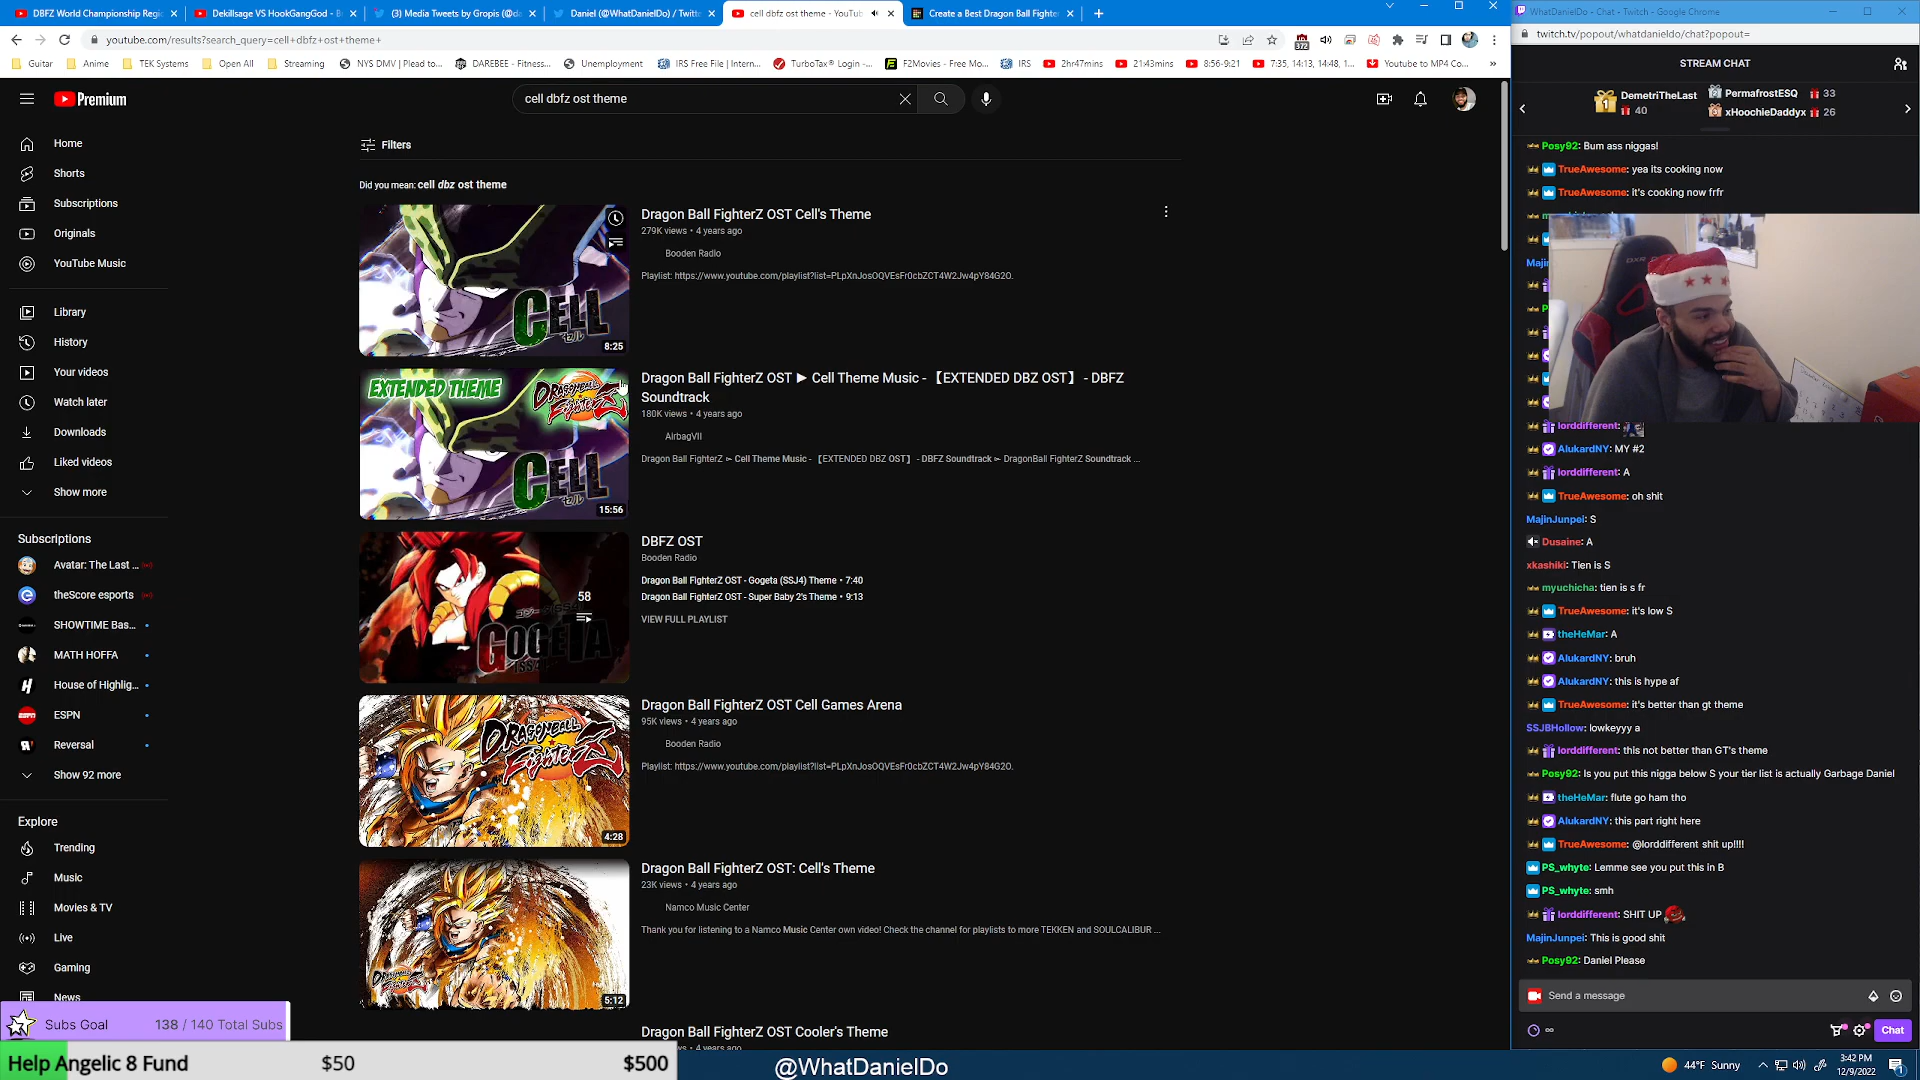 DBFZ World Championship Regi
Dekillsage VS HookGangGod - B
(3) Media Tweets by Gropis (@da
Daniel (@WhatDanielDo) / Twitte
cell dbfz ost theme - YouTub
Create a Best Dragon Ball Fighte
youtube.com/results?search_query=cell+dbfz+ost+theme+
372
Guitar
Anime
TEK Systems
Open All
Streaming
NYS DMV | Plead to...
DAREBEE - Fitness...
Unemployment
IRS Free File | Intern...
TurboTax® Login -...
F2Movies - Free Mo...
IRS
2hr47mins
21:43mins
8:56-9:21
7:35, 14:13, 14:48, 1...
Youtube to MP4 Co...
Premium
cell dbfz ost theme
Home
Shorts
Subscriptions
Originals
YouTube Music
Library
History
Your videos
Watch later
Downloads
Liked videos
Show more
Subscriptions
Avatar: The Last ...
theScore esports
SHOWTIME Bas...
MATH HOFFA
House of Highlig...
ESPN
Reversal
Show 92 more
Explore
Trending
Music
Movies & TV
Live
Gaming
News
Filters
Did you mean: cell dbz ost theme
CELL
セル
8:25
Dragon Ball FighterZ OST Cell's Theme
279K views • 4 years ago
Booden Radio
Playlist: https://www.youtube.com/playlist?list=PLpXnJosOQVEsFr0cbZCT4W2Jw4pY84G2O.
EXTENDED THEME
DRAGONBALL
FighterZ
CELL
セル
15:56
Dragon Ball FighterZ OST ► Cell Theme Music - 【EXTENDED DBZ OST】 - DBFZ
Soundtrack
180K views • 4 years ago
AirbagVII
Dragon Ball FighterZ ► Cell Theme Music - 【EXTENDED DBZ OST】 - DBFZ Soundtrack ► DragonBall FighterZ Soundtrack ...
GOGETA
58
DBFZ OST
Booden Radio
Dragon Ball FighterZ OST - Gogeta (SSJ4) Theme • 7:40
Dragon Ball FighterZ OST - Super Baby 2's Theme • 9:13
VIEW FULL PLAYLIST
DRAGONBALL
FighterZ
4:28
Dragon Ball FighterZ OST Cell Games Arena
95K views • 4 years ago
Booden Radio
Playlist: https://www.youtube.com/playlist?list=PLpXnJosOQVEsFr0cbZCT4W2Jw4pY84G2O.
5:12
Dragon Ball FighterZ OST: Cell's Theme
23K views • 4 years ago
Namco Music Center
Thank you for listening to a Namco Music Center own video! Check the channel for playlists to more TEKKEN and SOULCALIBUR ...
Dragon Ball FighterZ OST Cooler's Theme
Subs Goal 138 / 140 Total Subs
Help Angelic 8 Fund $50 $500
@WhatDanielDo
WhatDanielDo - Chat - Twitch - Google Chrome
twitch.tv/popout/whatdanieldo/chat?popout=
STREAM CHAT
DemetriTheLast
40
PermafrostESQ 33
xHoochieDaddyx 26
Posy92: Bum ass niggas!
TrueAwesome: yea its cooking now
TrueAwesome: it's cooking now frfr
Majin
DXR
lorddifferent:
AlukardNY: MY #2
lorddifferent: A
TrueAwesome: oh shit
MajinJunpei: S
Dusaine: A
xkashiki: Tien is S
myuchicha: tien is s fr
TrueAwesome: it's low S
theHeMar: A
AlukardNY: bruh
AlukardNY: this is hype af
TrueAwesome: it's better than gt theme
SSJBHollow: lowkeyyy a
lorddifferent: this not better than GT's theme
Posy92: Is you put this nigga below S your tier list is actually Garbage Daniel
theHeMar: flute go ham tho
AlukardNY: this part right here
TrueAwesome: @lorddifferent shit up!!!!
PS_whyte: Lemme see you put this in B
PS_whyte: smh
lorddifferent: SHIT UP
MajinJunpei: This is good shit
Posy92: Daniel Please
Send a message
∞
Chat
44°F Sunny
3:42 PM
12/9/2022